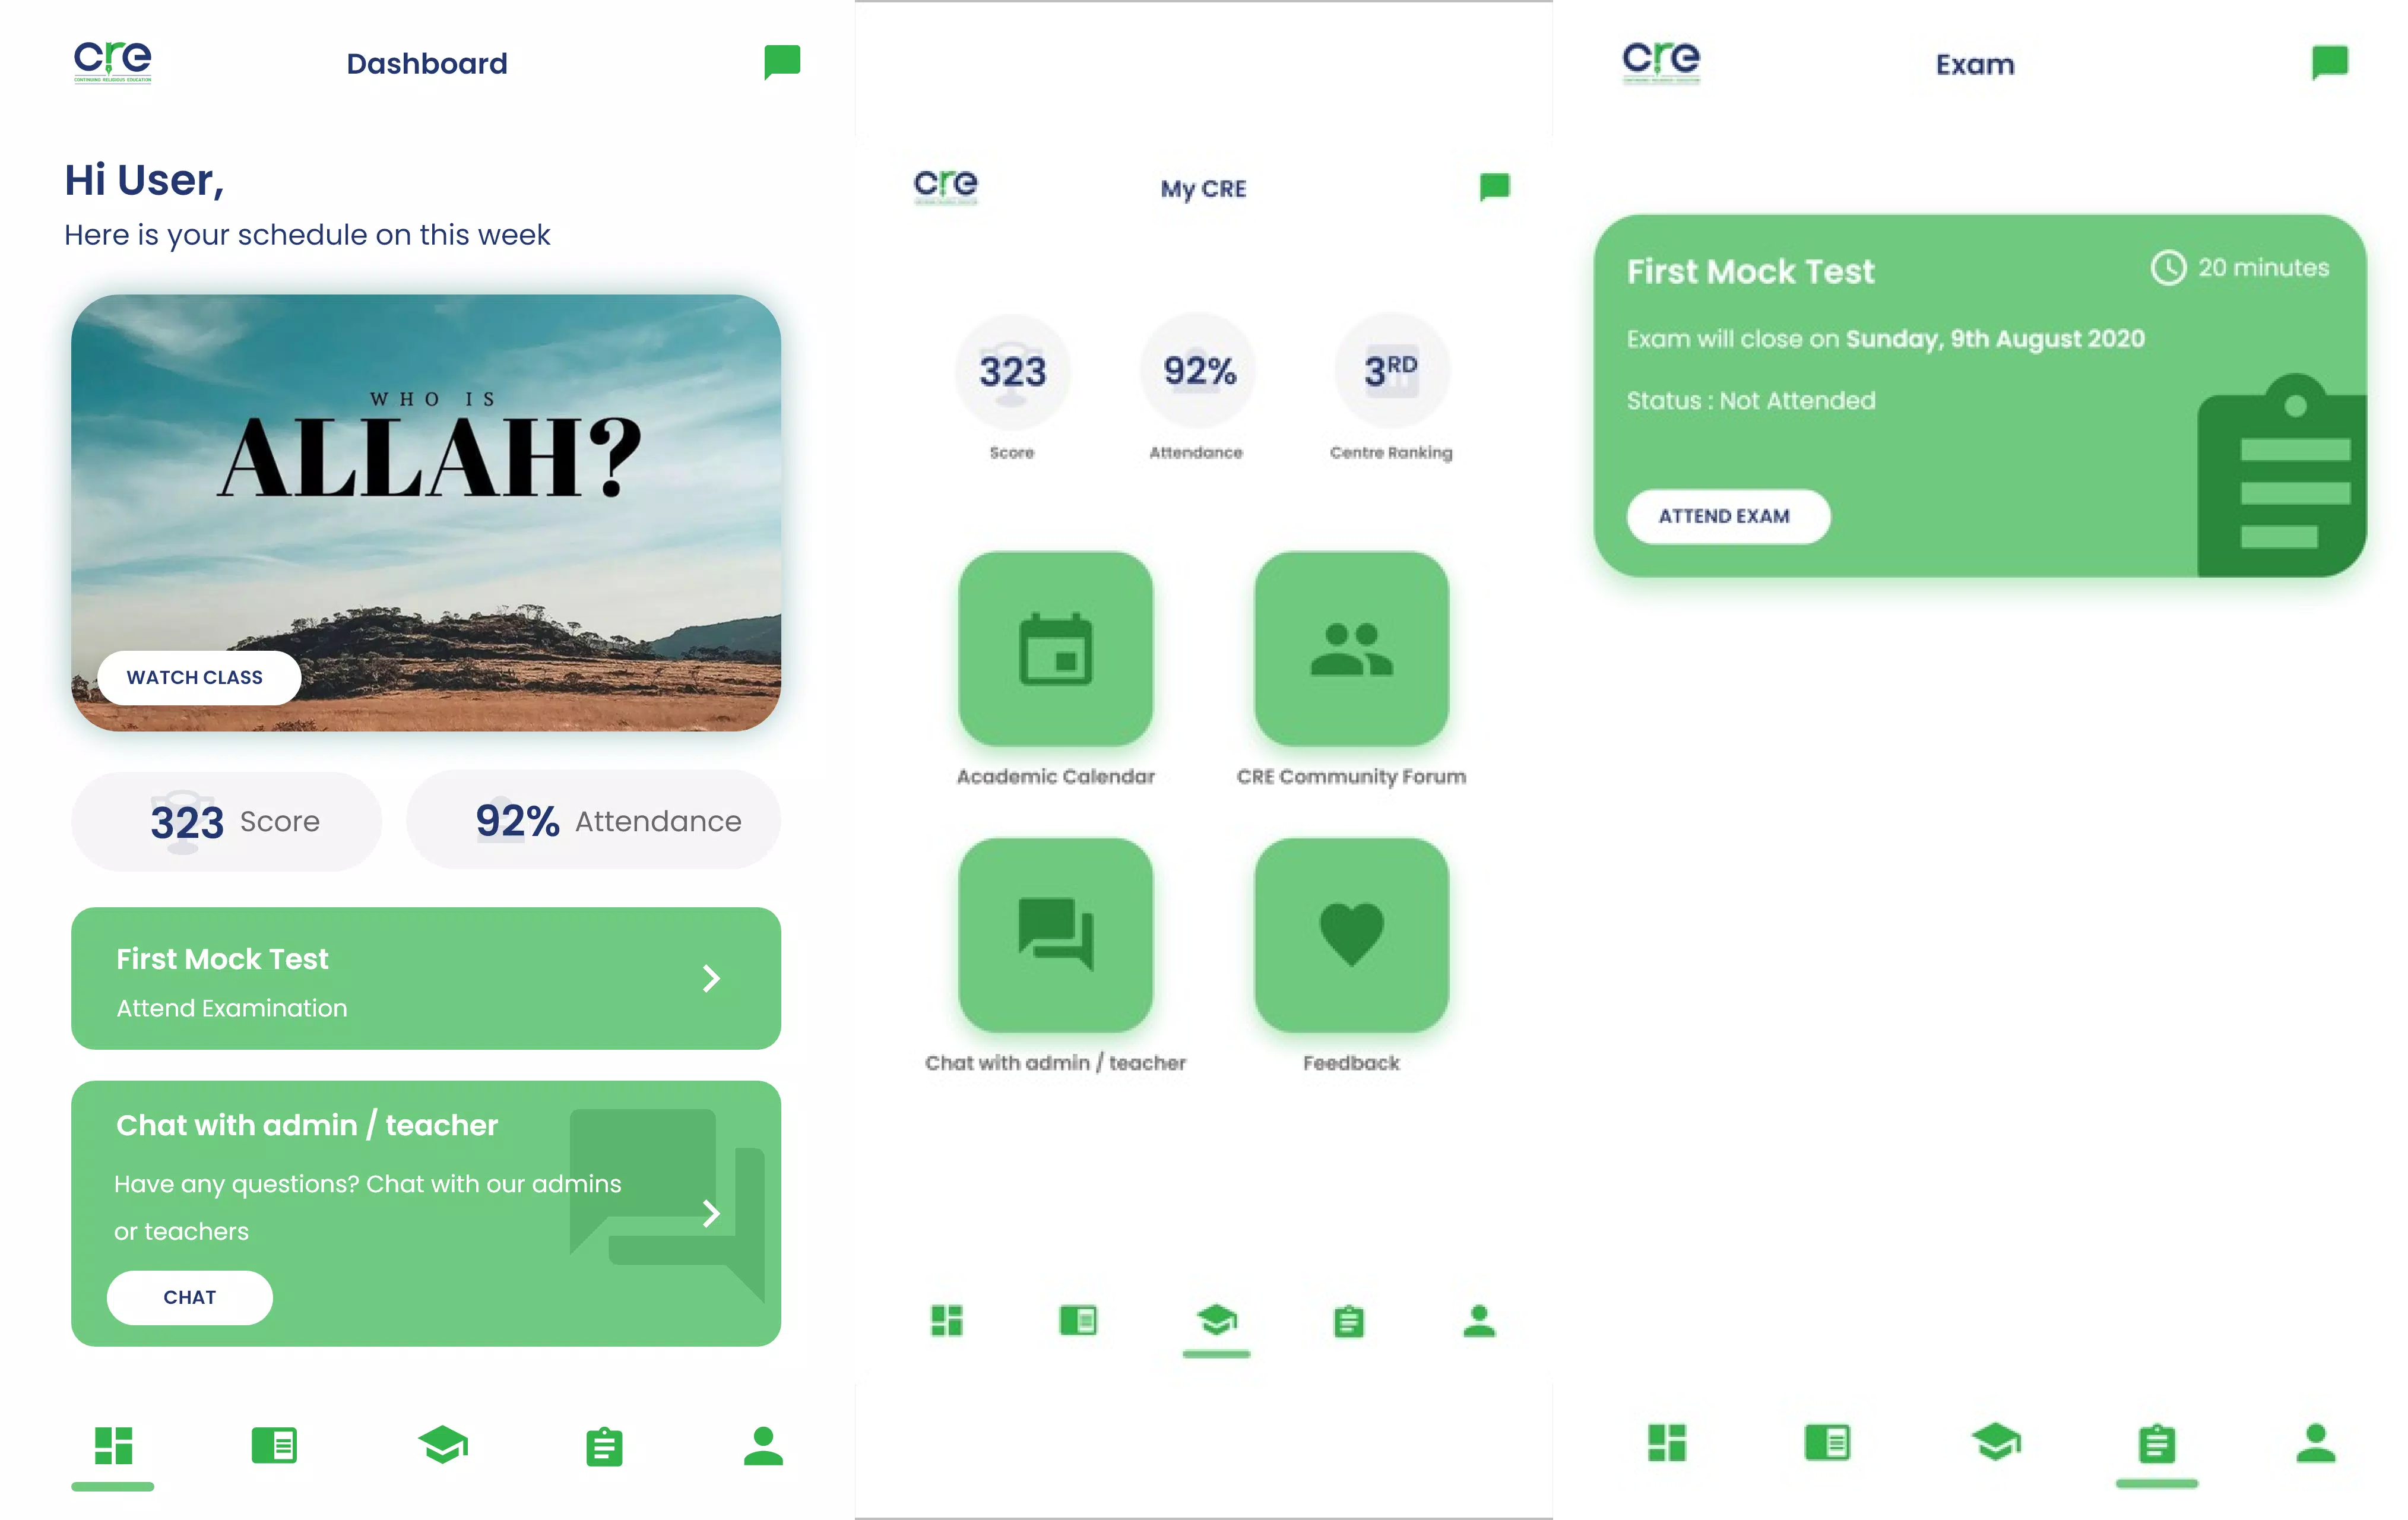 cre
CONTINUING RELIGIOUS EDUCATION
Dashboard
Hi User,
Here is your schedule on this week
WHO IS
ALLAH?
WATCH CLASS
323 Score
92% Attendance
First Mock Test
Attend Examination
Chat with admin / teacher
Have any questions? Chat with our admins
or teachers
CHAT
cre
My CRE
323
Score
92%
Attendance
3RD
Centre Ranking
Academic Calendar
CRE Community Forum
Chat with admin / teacher
Feedback
cre
Exam
First Mock Test
20 minutes
Exam will close on Sunday, 9th August 2020
Status : Not Attended
ATTEND EXAM